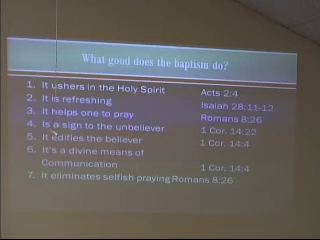 What good does the baptism do?
1. It ushers in the Holy Spirit Acts 2:4
2. It is refreshing Isaiah 28:11-12
3. It helps one to pray Romans 8:26
4. Is a sign to the unbeliever 1 Cor. 14:22
5. It edifies the believer 1 Cor. 14:4
6. It's a divine means of
Communication 1 Cor. 14:4
7. It eliminates selfish praying Romans 8:26